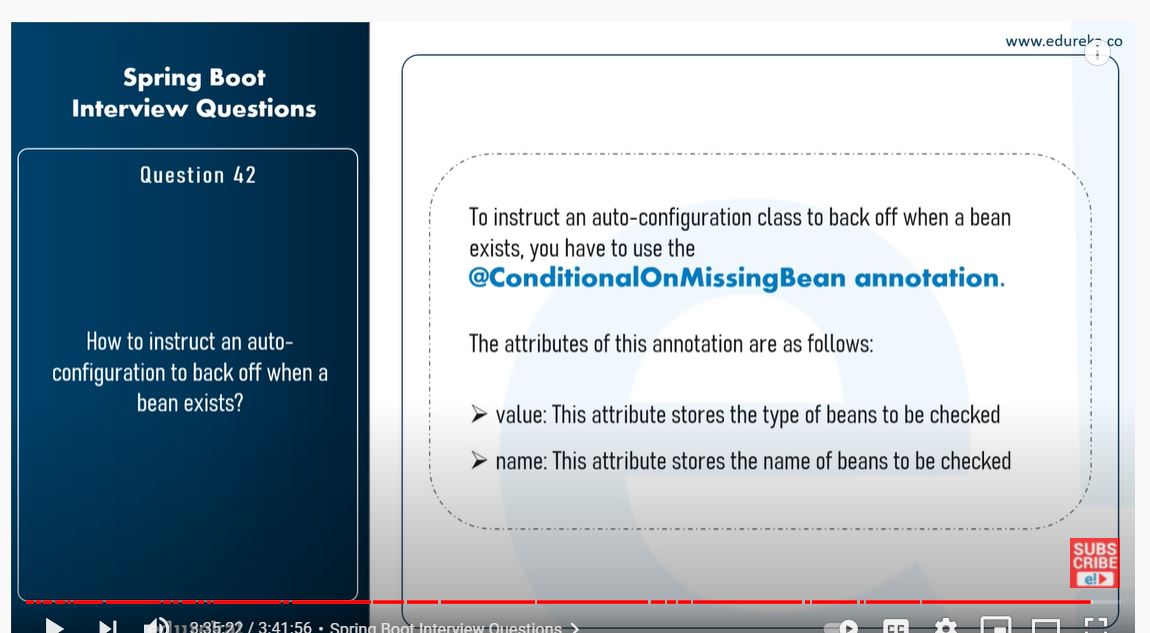 www.edureka.co
Spring Boot
Interview Questions
Question 42
How to instruct an auto-
configuration to back off when a
bean exists?
To instruct an auto-configuration class to back off when a bean
exists, you have to use the
@ConditionalOnMissingBean annotation.
The attributes of this annotation are as follows:
➢ value: This attribute stores the type of beans to be checked
➢ name: This attribute stores the name of beans to be checked
SUBS
CRIBE
e!
3:35:21 / 3:41:56 • Spring Boot Interview Questions
CC